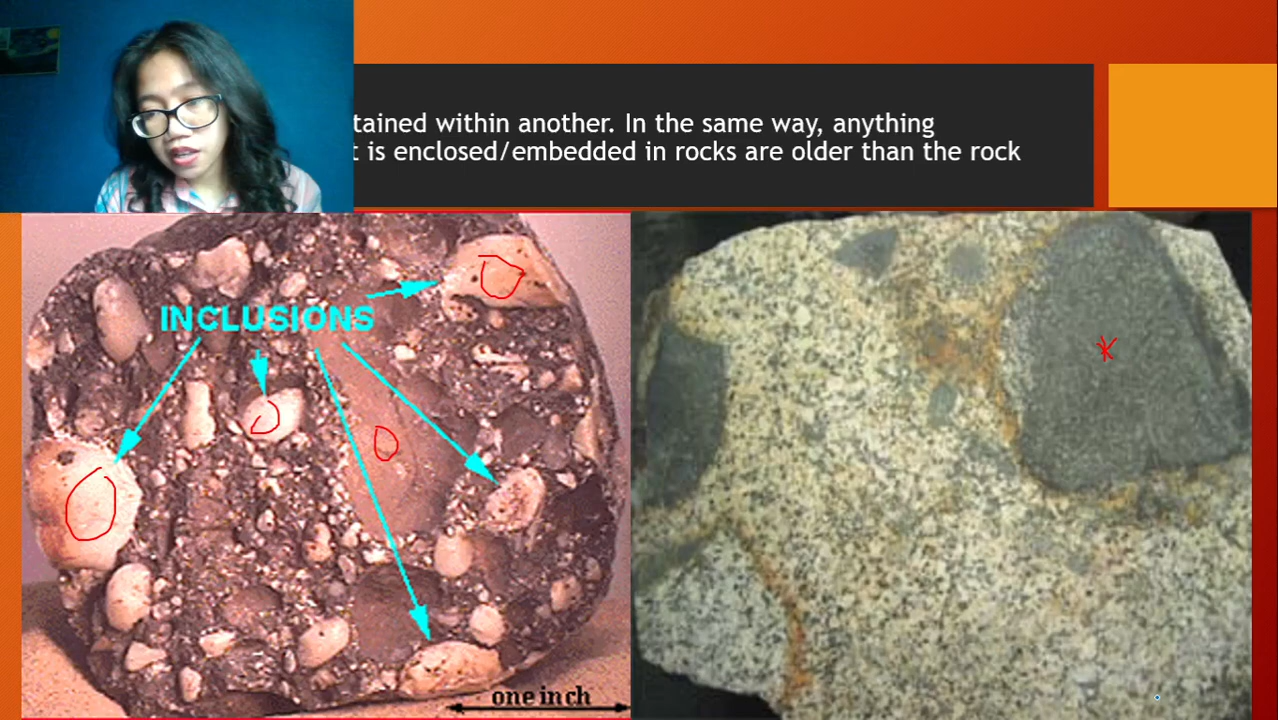 tained within another. In the same way, anything
t is enclosed/embedded in rocks are older than the rock
INCLUSIONS
one inch